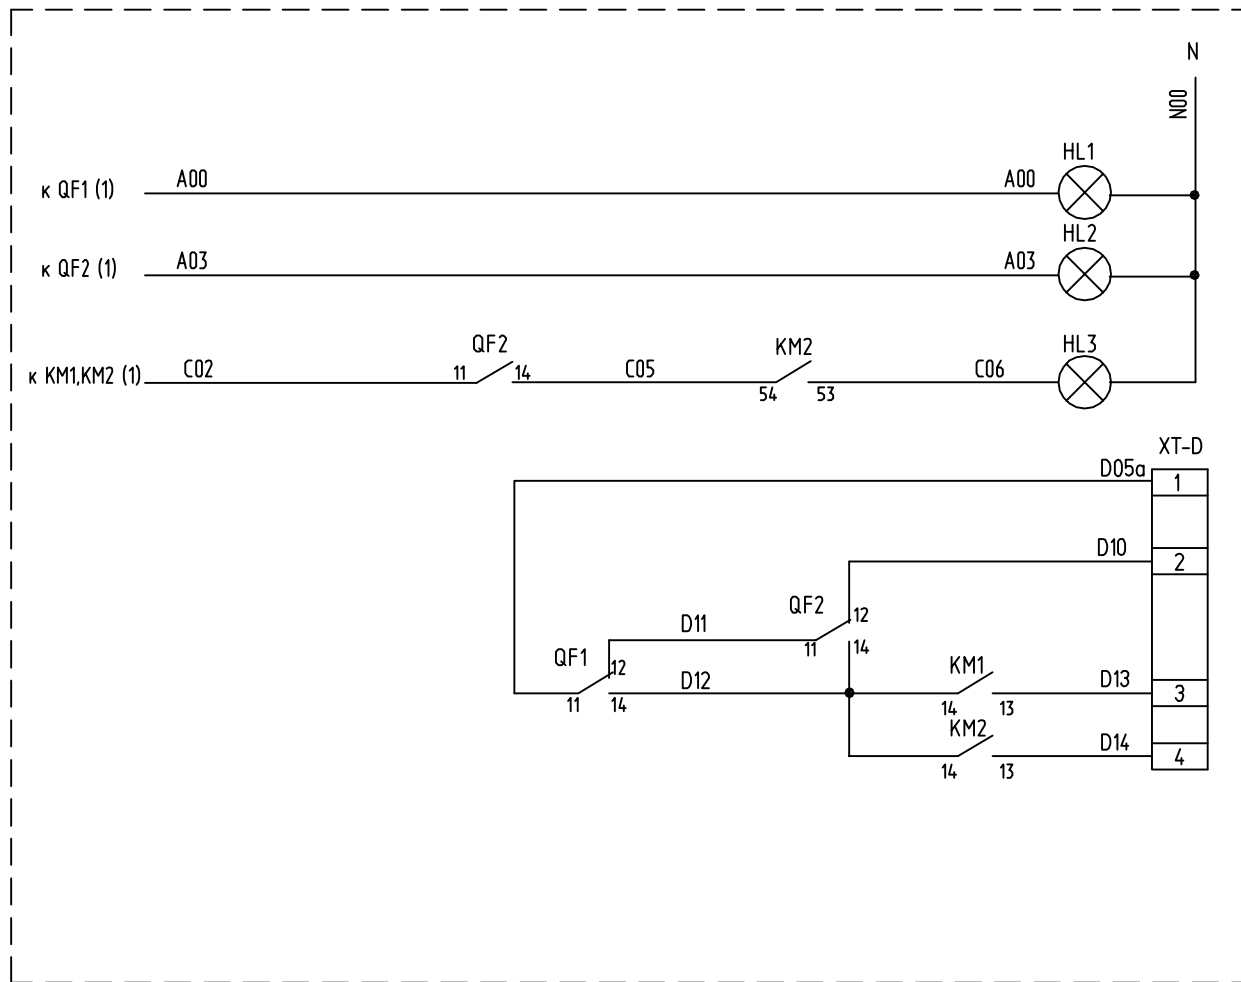 N
N00
HL1
к QF1 (1) A00 A00
HL2
к QF2 (1) A03 A03
QF2 KM2 HL3
к KM1,KM2 (1) C02 11 14 C05 C06
54 53
XT-D
D05a 1
D10 2
QF2 12
D11 11 14
QF1 12 KM1
D12 D13 3
11 14 14 13
KM2
D14 4
14 13